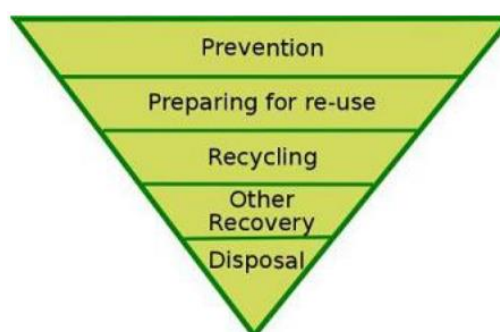 Prevention
Preparing for re-use
Recycling
Other
Recovery
Disposal